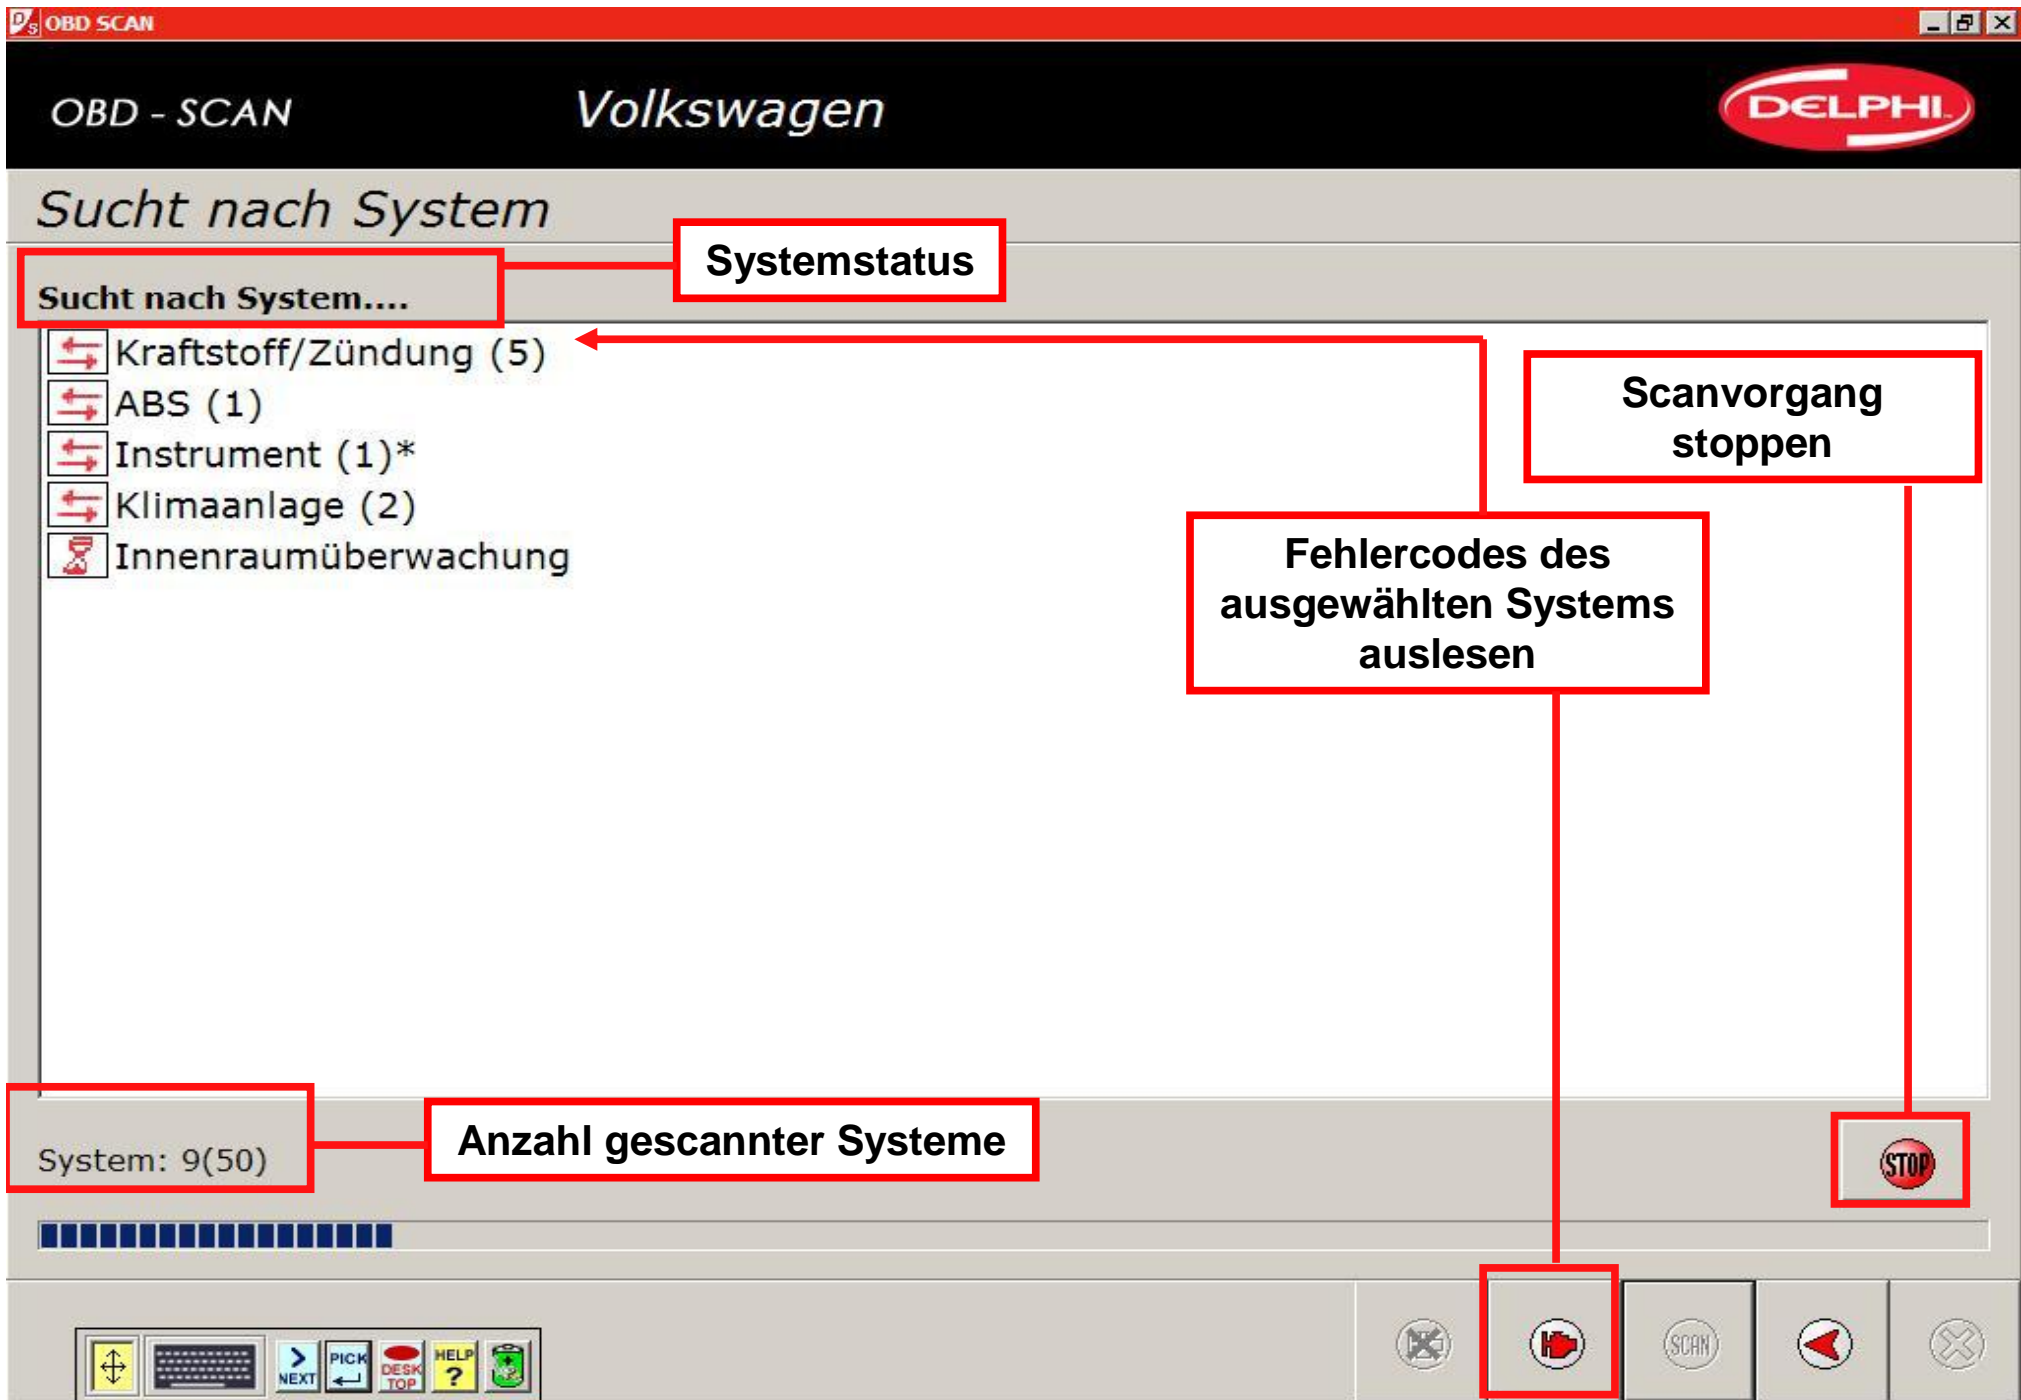 OBD SCAN
OBD - SCAN
Volkswagen
DELPHI
Sucht nach System
Systemstatus
Sucht nach System....
Kraftstoff/Zündung (5)
ABS (1)
Instrument (1)*
Klimaanlage (2)
Innenraumüberwachung
Scanvorgang
stoppen
Fehlercodes des
ausgewählten Systems
auslesen
Anzahl gescannter Systeme
System: 9(50)
STOP
> NEXT
PICK
DESK
TOP
HELP
?
SCAN